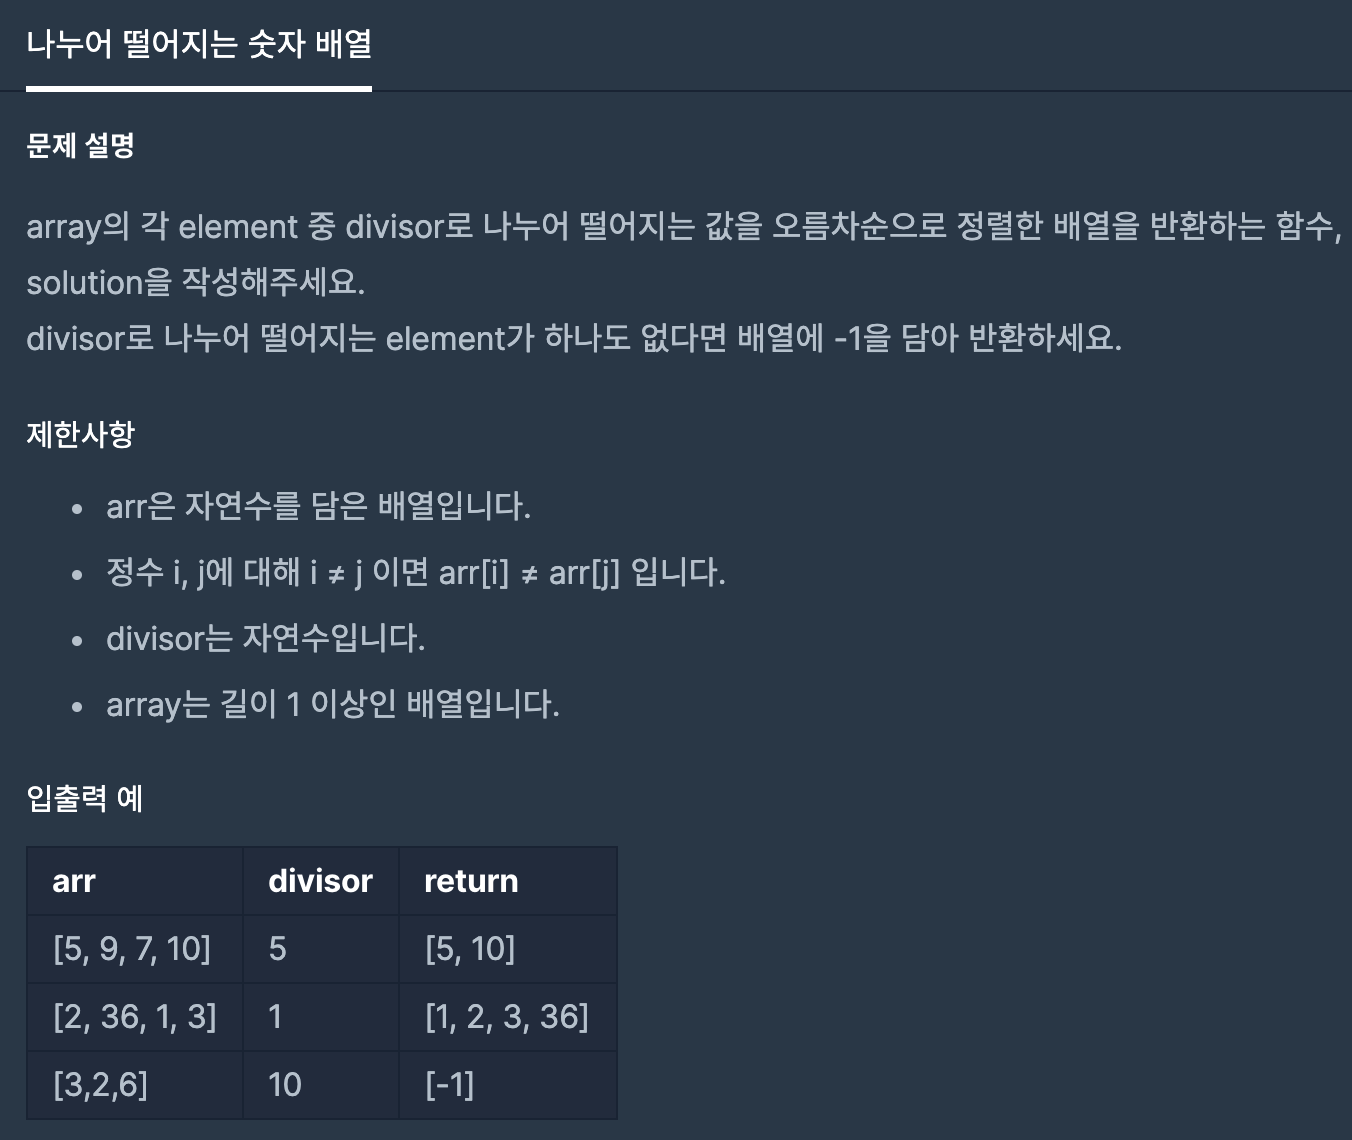 나누어 떨어지는 숫자 배열
문제 설명
array의 각 element 중 divisor로 나누어 떨어지는 값을 오름차순으로 정렬한 배열을 반환하는 함수,
solution을 작성해주세요.
divisor로 나누어 떨어지는 element가 하나도 없다면 배열에 -1을 담아 반환하세요.
제한사항
• arr은 자연수를 담은 배열입니다.
• 정수 i, j에 대해 i ≠ j 이면 arr[i] ≠ arr[j] 입니다.
• divisor는 자연수입니다.
• array는 길이 1 이상인 배열입니다.
입출력 예
arr divisor return
[5, 9, 7, 10] 5 [5, 10]
[2, 36, 1, 3] 1 [1, 2, 3, 36]
[3,2,6] 10 [-1]